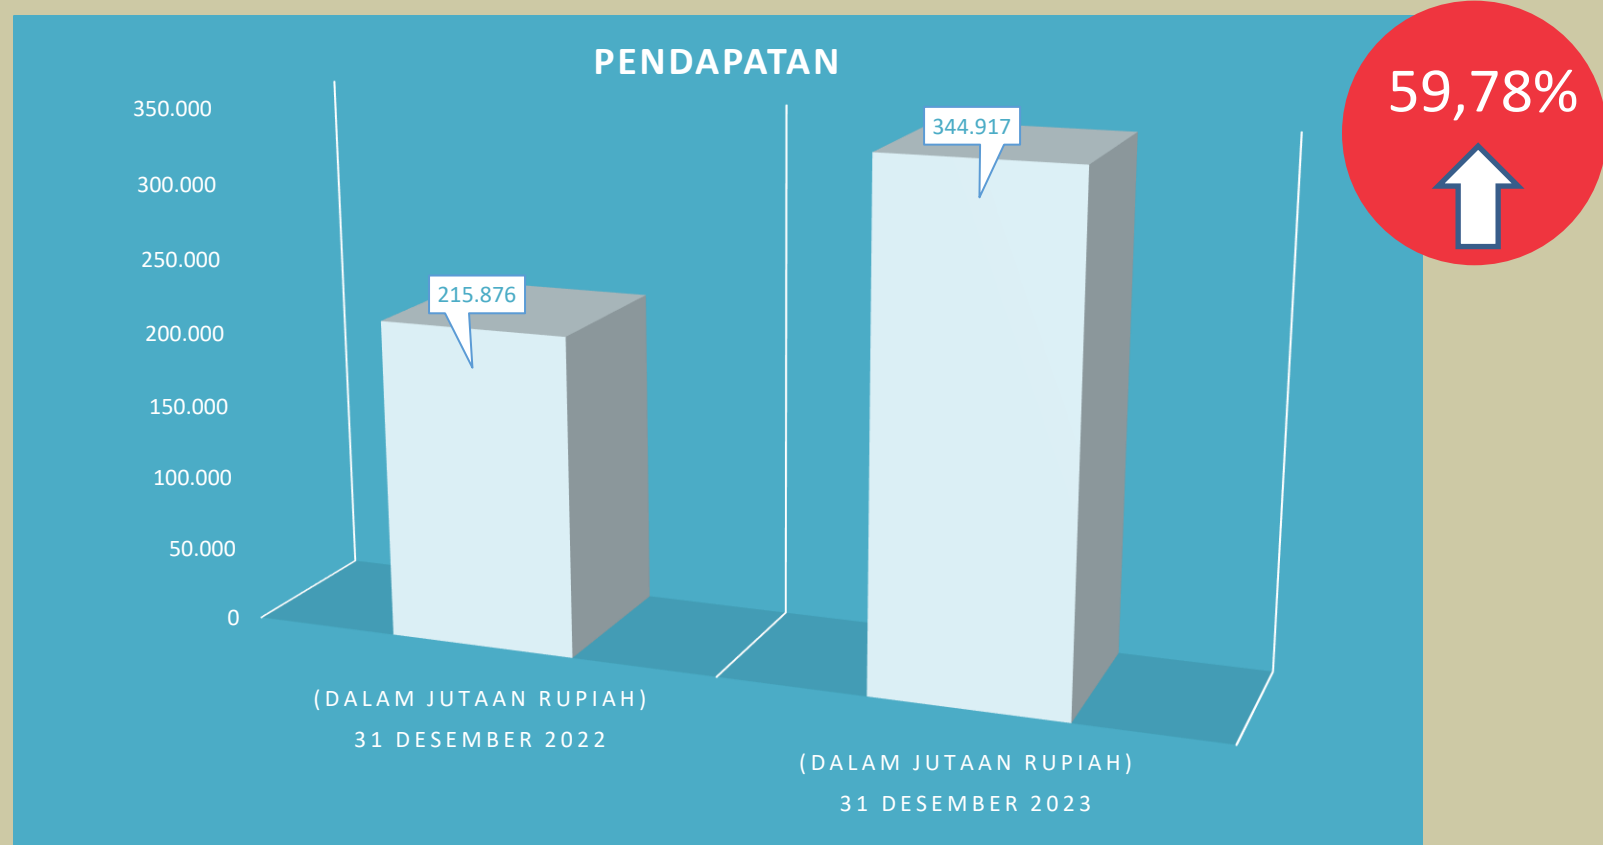 PENDAPATAN
59,78%
350.000
300.000
250.000
200.000
150.000
100.000
50.000
0
215.876
344.917
(DALAM JUTAAN RUPIAH)
31 DESEMBER 2022
(DALAM JUTAAN RUPIAH)
31 DESEMBER 2023